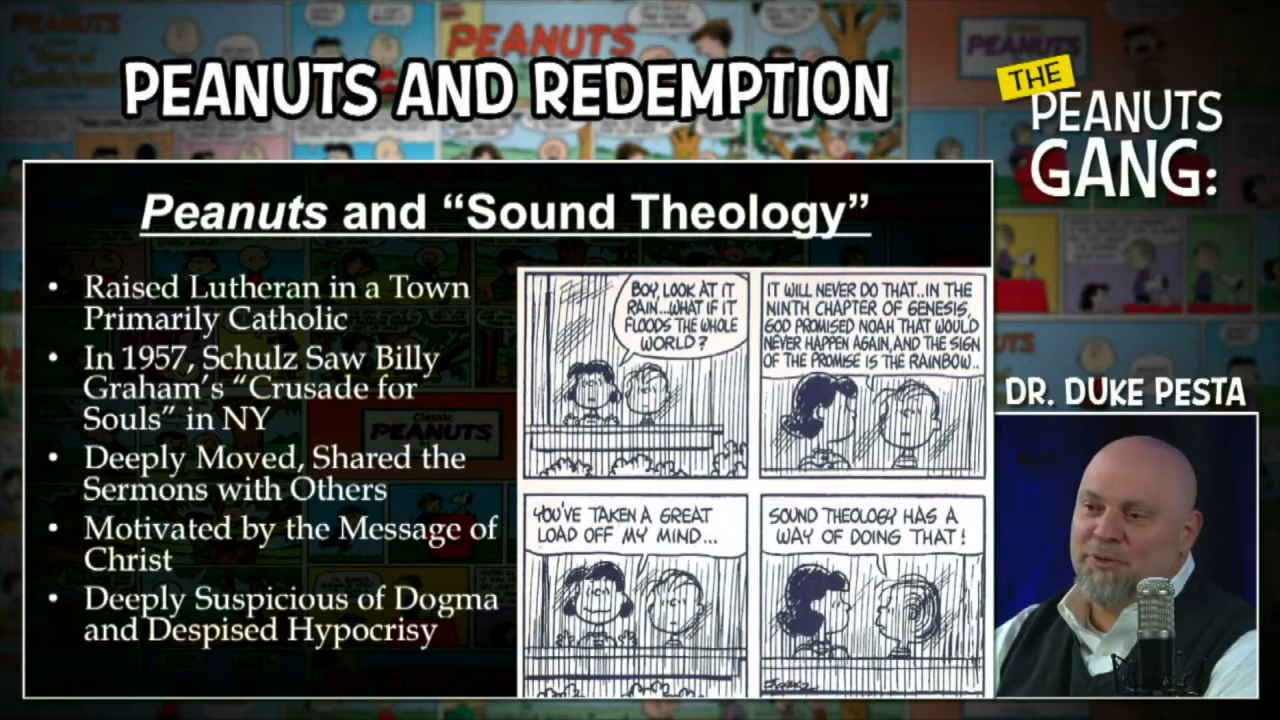 PEANUTS
PEANUTS
PEANUTS AND REDEMPTION
THE
PEANUTS
GANG:
Peanuts and “Sound Theology”
• Raised Lutheran in a Town
Primarily Catholic
• In 1957, Schulz Saw Billy
Graham’s “Crusade for
Souls” in NY
• Deeply Moved, Shared the
Sermons with Others
• Motivated by the Message of
Christ
• Deeply Suspicious of Dogma
and Despised Hypocrisy
Classic
PEANUTS
BOY, LOOK AT IT
RAIN...WHAT IF IT
FLOODS THE WHOLE
WORLD?
IT WILL NEVER DO THAT..IN THE
NINTH CHAPTER OF GENESIS,
GOD PROMISED NOAH THAT WOULD
NEVER HAPPEN AGAIN, AND THE SIGN
OF THE PROMISE IS THE RAINBOW..
YOU'VE TAKEN A GREAT
LOAD OFF MY MIND...
SOUND THEOLOGY HAS A
WAY OF DOING THAT!
DR. DUKE PESTA